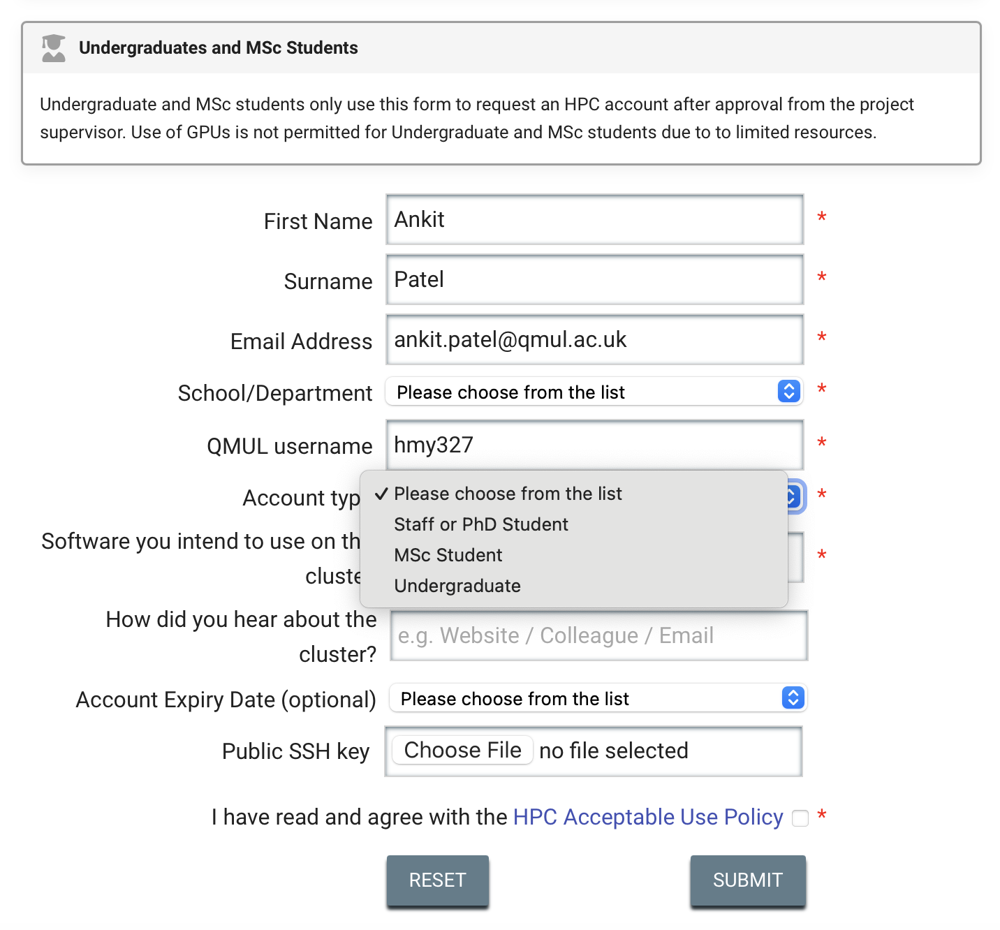 Undergraduates and MSc Students
Undergraduate and MSc students only use this form to request an HPC account after approval from the project
supervisor. Use of GPUs is not permitted for Undergraduate and MSc students due to to limited resources.
First Name Ankit *
Surname Patel *
Email Address ankit.patel@qmul.ac.uk *
School/Department Please choose from the list *
QMUL username hmy327 *
Account typ *
✓ Please choose from the list
Staff or PhD Student
MSc Student
Undergraduate
Software you intend to use on th
cluste *
How did you hear about the
cluster? e.g. Website / Colleague / Email
Account Expiry Date (optional) Please choose from the list
Public SSH key Choose File no file selected
I have read and agree with the HPC Acceptable Use Policy *
RESET SUBMIT